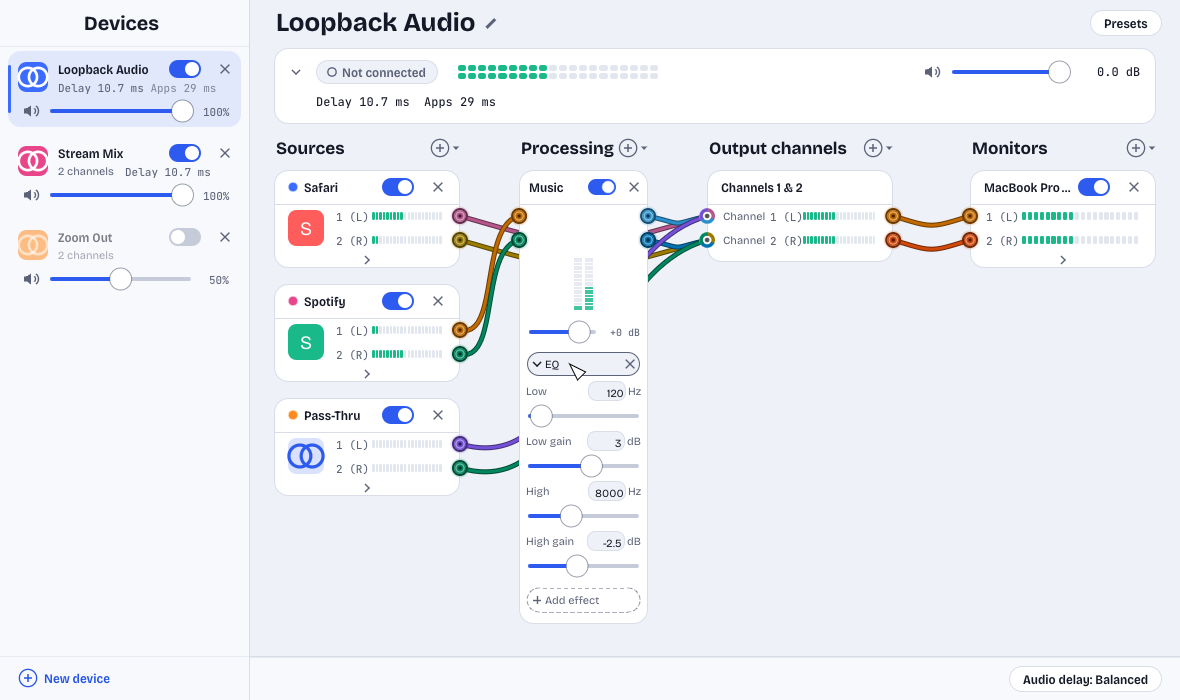 Devices
Loopback Audio
Delay 10.7 ms Apps 29 ms
100%
Stream Mix
2 channels Delay 10.7 ms
100%
Zoom Out
2 channels
50%
New device
Loopback Audio
Presets
Not connected
0.0 dB
Delay 10.7 ms Apps 29 ms
Sources
Safari
S
1 (L)
2 (R)
Spotify
S
1 (L)
2 (R)
Pass-Thru
1 (L)
2 (R)
Processing
Music
+0 dB
EQ
Low 120 Hz
Low gain 3 dB
High 8000 Hz
High gain -2.5 dB
+ Add effect
Output channels
Channels 1 & 2
Channel 1 (L)
Channel 2 (R)
Monitors
MacBook Pro...
1 (L)
2 (R)
Audio delay: Balanced